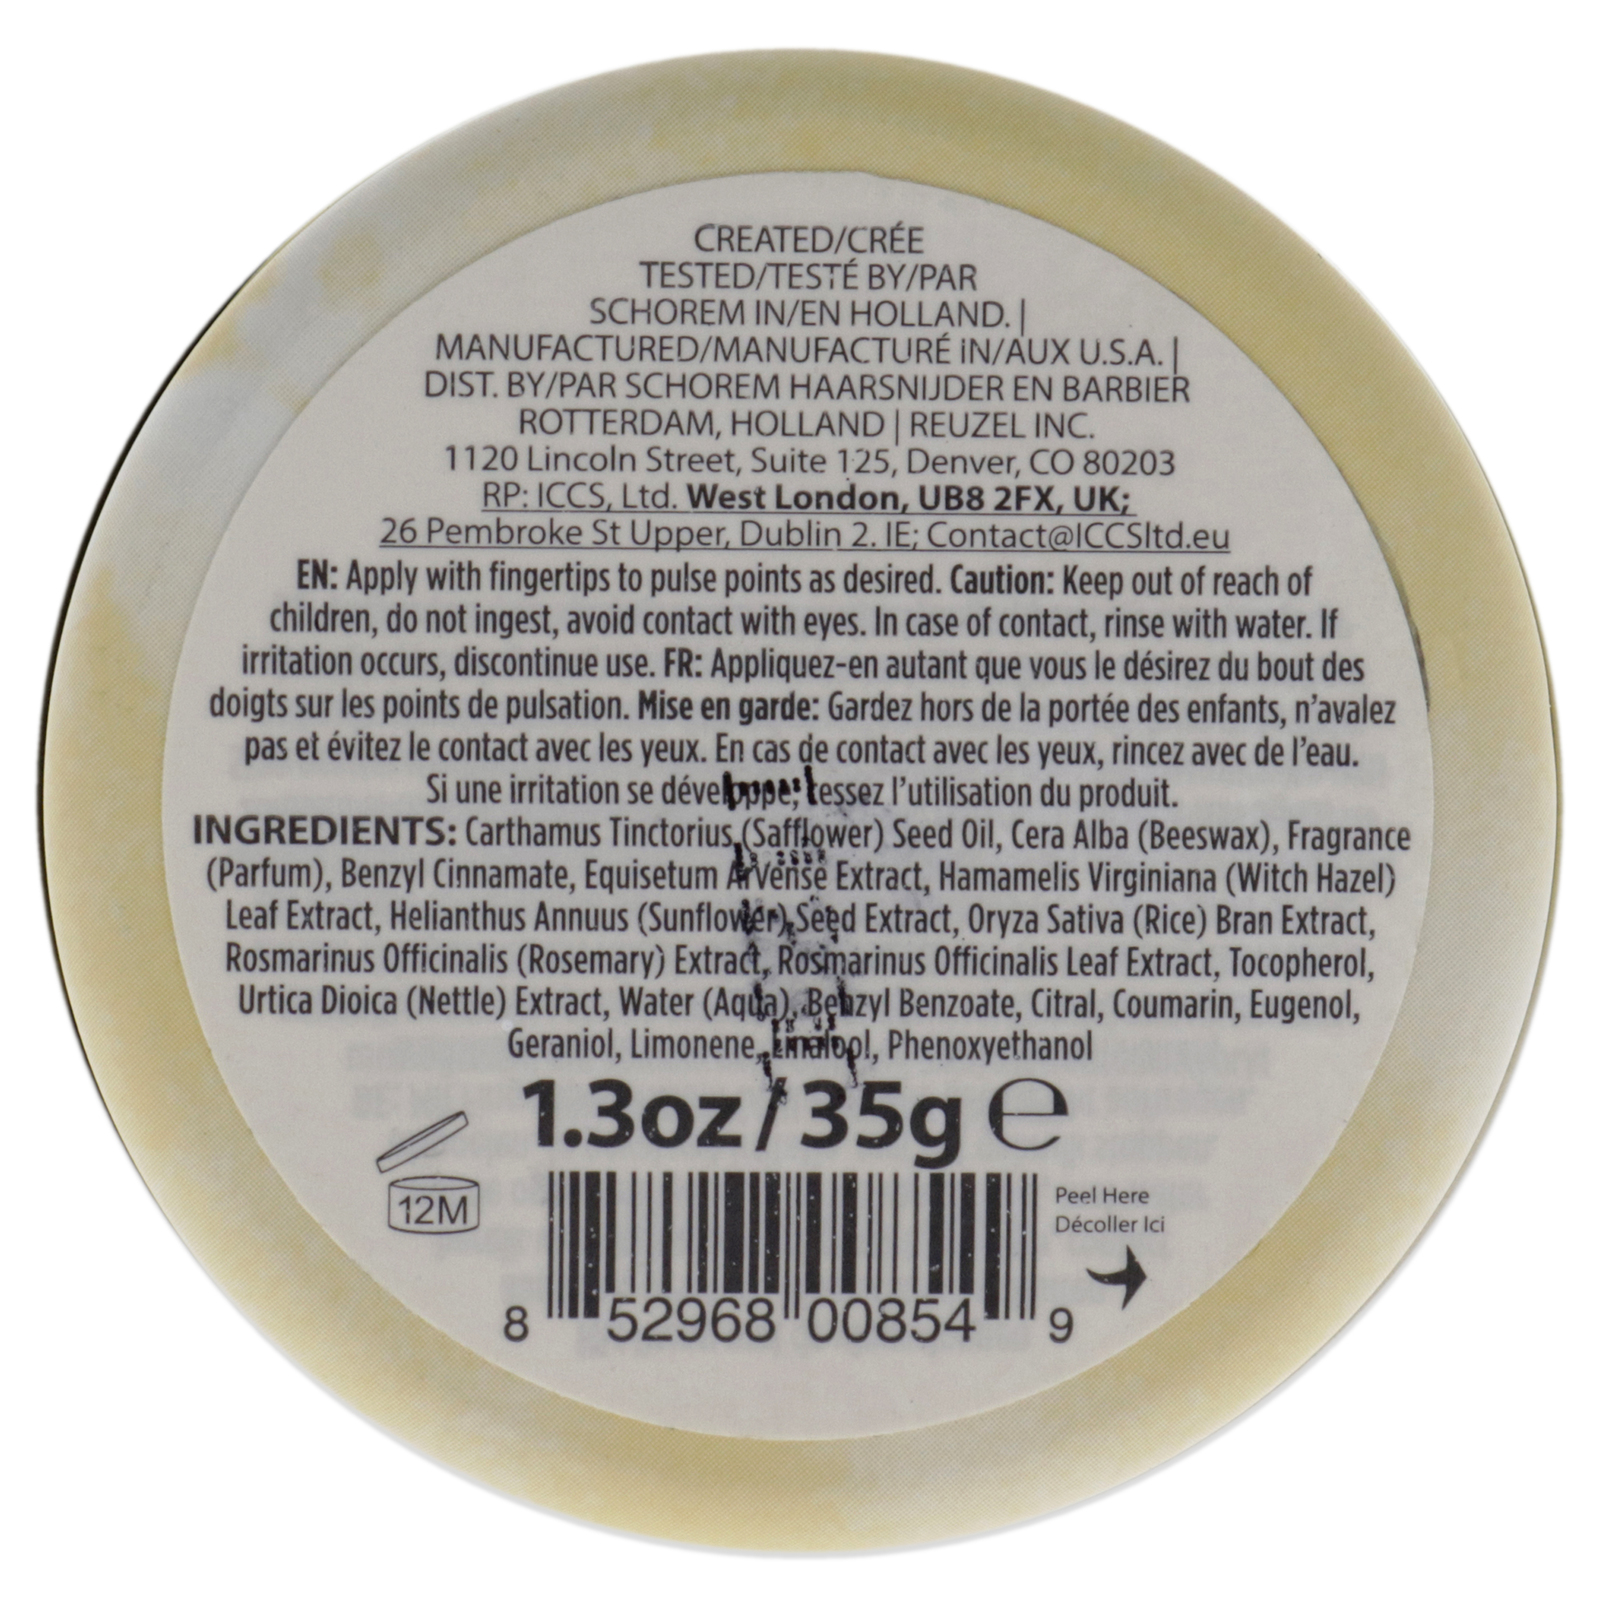 CREATED/CRÉE
TESTED/TESTÉ BY/PAR
SCHOREM IN/EN HOLLAND. |
MANUFACTURED/MANUFACTURÉ IN/AUX U.S.A. |
DIST. BY/PAR SCHOREM HAARSNIJDER EN BARBIER
ROTTERDAM, HOLLAND | REUZEL INC.
1120 Lincoln Street, Suite 125, Denver, CO 80203
RP: ICCS, Ltd. West London, UB8 2FX, UK;
26 Pembroke St Upper, Dublin 2. IE; Contact@ICCSltd.eu
EN: Apply with fingertips to pulse points as desired. Caution: Keep out of reach of
children, do not ingest, avoid contact with eyes. In case of contact, rinse with water. If
irritation occurs, discontinue use. FR: Appliquez-en autant que vous le désirez du bout des
doigts sur les points de pulsation. Mise en garde: Gardez hors de la portée des enfants, n'avalez
pas et évitez le contact avec les yeux. En cas de contact avec les yeux, rincez avec de l'eau.
Si une irritation se développe, cessez l'utilisation du produit.
INGREDIENTS: Carthamus Tinctorius (Safflower) Seed Oil, Cera Alba (Beeswax), Fragrance
(Parfum), Benzyl Cinnamate, Equisetum Arvense Extract, Hamamelis Virginiana (Witch Hazel)
Leaf Extract, Helianthus Annuus (Sunflower) Seed Extract, Oryza Sativa (Rice) Bran Extract,
Rosmarinus Officinalis (Rosemary) Extract, Rosmarinus Officinalis Leaf Extract, Tocopherol,
Urtica Dioica (Nettle) Extract, Water (Aqua), Benzyl Benzoate, Citral, Coumarin, Eugenol,
Geraniol, Limonene, Linalool, Phenoxyethanol
1.3oz / 35g ℮
12M
Peel Here
Décoller Ici
8 52968 00854 9